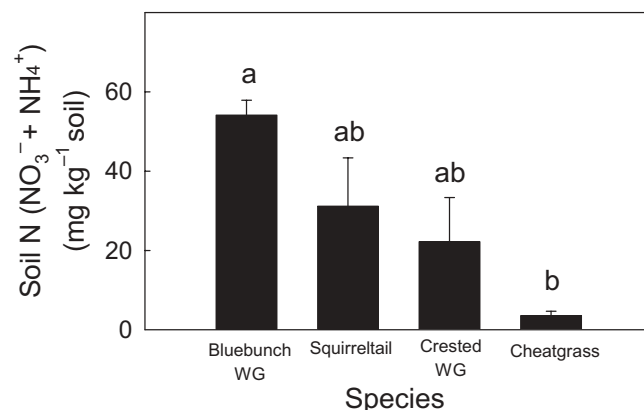 Soil N (NO₃⁻ + NH₄⁺)
(mg kg⁻¹ soil)
60
40
20
0
a
ab
ab
b
Bluebunch
WG
Squirreltail
Crested
WG
Cheatgrass
Species